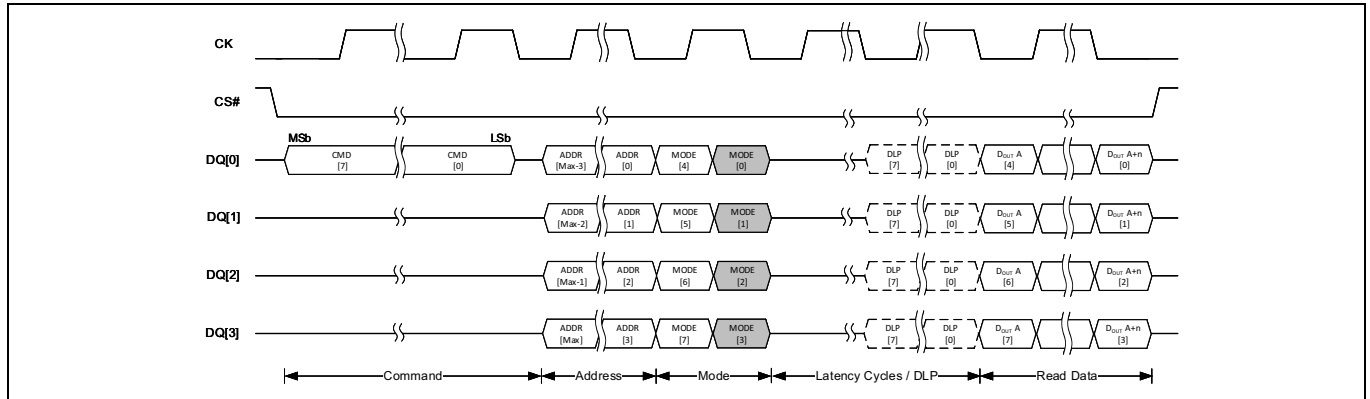 CK
CS#
MSb LSb
DQ[0] CMD [7] CMD [0] ADDR [Max-3] ADDR [0] MODE [4] MODE [0] DLP [7] DLP [0] DOUT A [4] DOUT A+n [0]
DQ[1] ADDR [Max-2] ADDR [1] MODE [5] MODE [1] DLP [7] DLP [0] DOUT A [5] DOUT A+n [1]
DQ[2] ADDR [Max-1] ADDR [2] MODE [6] MODE [2] DLP [7] DLP [0] DOUT A [6] DOUT A+n [2]
DQ[3] ADDR [Max] ADDR [3] MODE [7] MODE [3] DLP [7] DLP [0] DOUT A [7] DOUT A+n [3]
Command Address Mode Latency Cycles / DLP Read Data